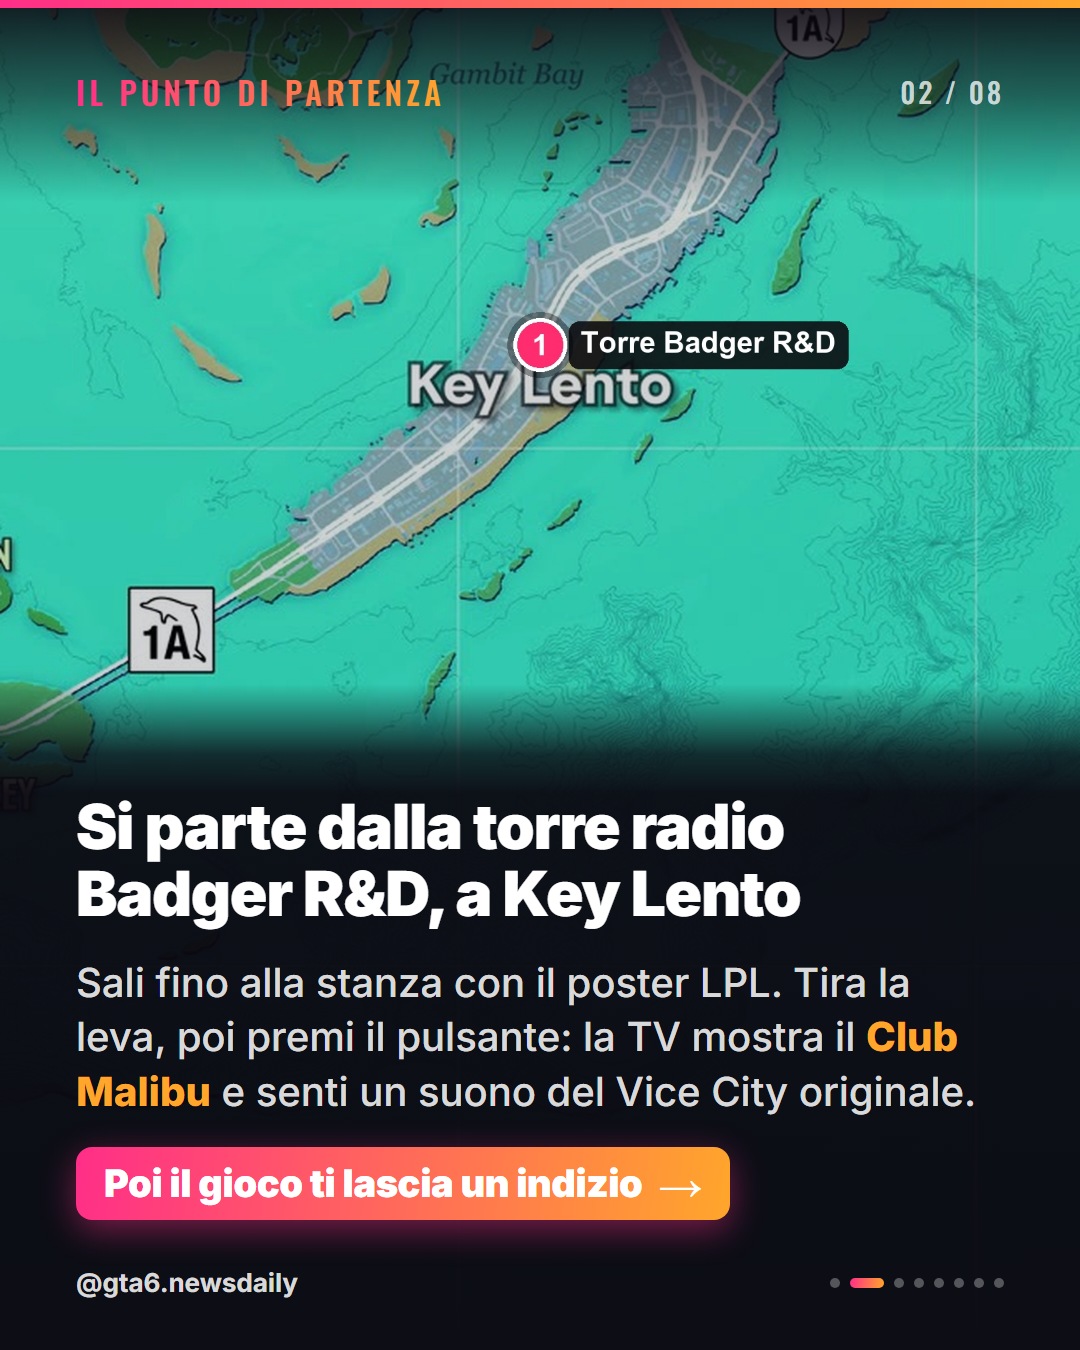 1A
Gambit Bay
IL PUNTO DI PARTENZA
02 / 08
1
Torre Badger R&D
Key Lento
N
1A
EY
Si parte dalla torre radio
Badger R&D, a Key Lento
Sali fino alla stanza con il poster LPL. Tira la
leva, poi premi il pulsante: la TV mostra il Club
Malibu e senti un suono del Vice City originale.
Poi il gioco ti lascia un indizio →
@gta6.newsdaily